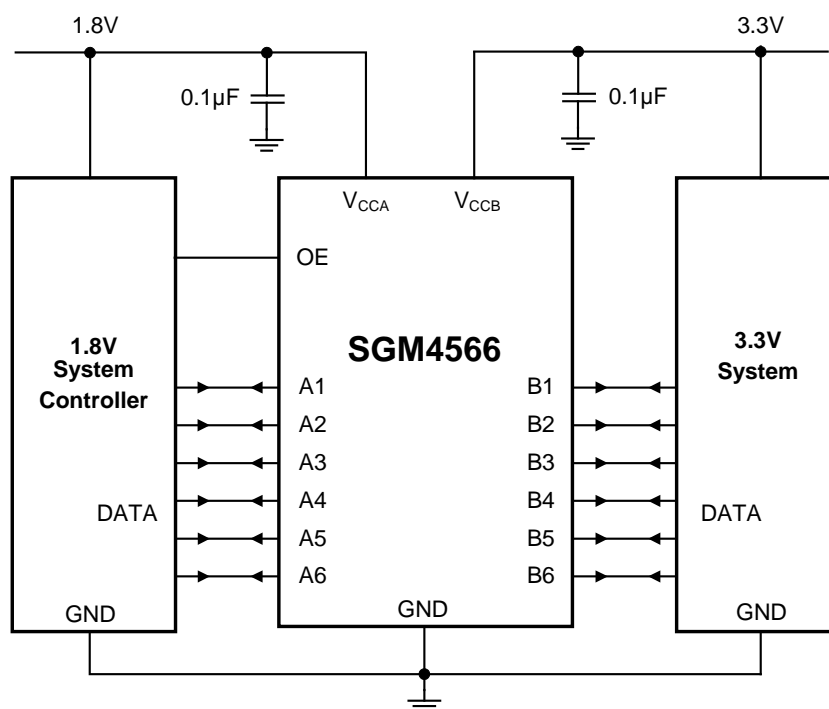 1.8V
3.3V
0.1µF
0.1µF
VCCA
VCCB
OE
SGM4566
1.8V
System
Controller
3.3V
System
A1
B1
A2
B2
A3
B3
A4
B4
DATA
DATA
A5
B5
A6
B6
GND
GND
GND